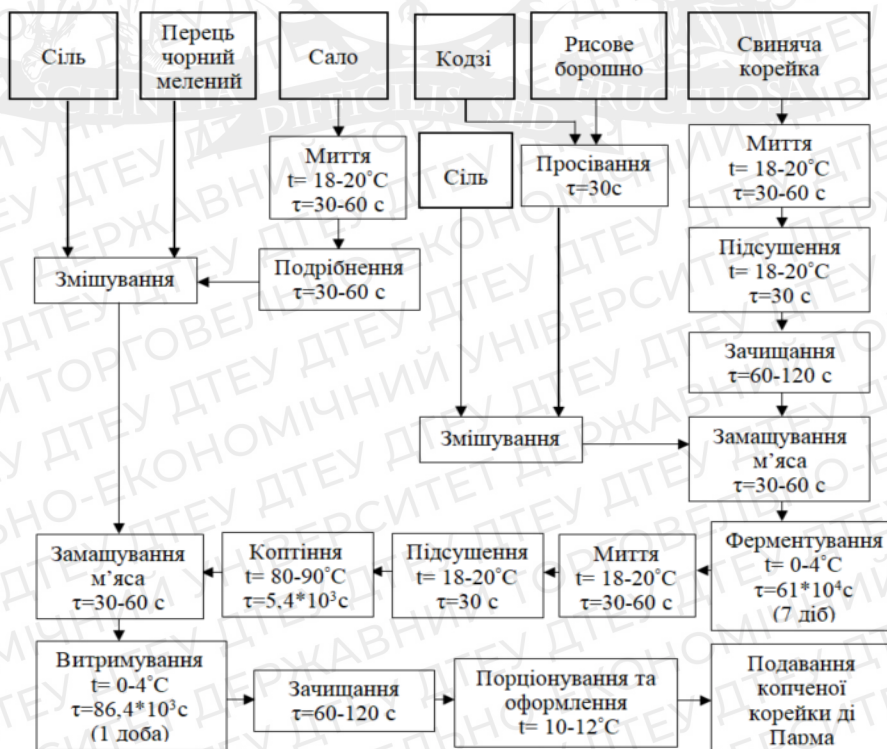 Сіль
Перець
чорний
мелений
Сало
Кодзі
Рисове
борошно
Свиняча
корейка
Миття
t= 18-20˚C
τ=30-60 с
Сіль
Просівання
τ=30с
Миття
t= 18-20˚C
τ=30-60 с
Змішування
Подрібнення
τ=30-60 с
Підсушення
t= 18-20˚C
τ=30 с
Зачищання
τ=60-120 с
Змішування
Замащування
м’яса
τ=30-60 с
Замащування
м’яса
τ=30-60 с
Коптіння
t= 80-90˚C
τ=5,4*10³с
Підсушення
t= 18-20˚C
τ=30 с
Миття
t= 18-20˚C
τ=30-60 с
Ферментування
t= 0-4˚C
τ=61*10⁴с
(7 діб)
Витримування
t= 0-4˚C
τ=86,4*10³с
(1 доба)
Зачищання
τ=60-120 с
Порціонування та
оформлення
t= 10-12˚C
Подавання
копченої
корейки ді
Парма
SCIENTIA DIFFICILIS SED FRUCTUOSA